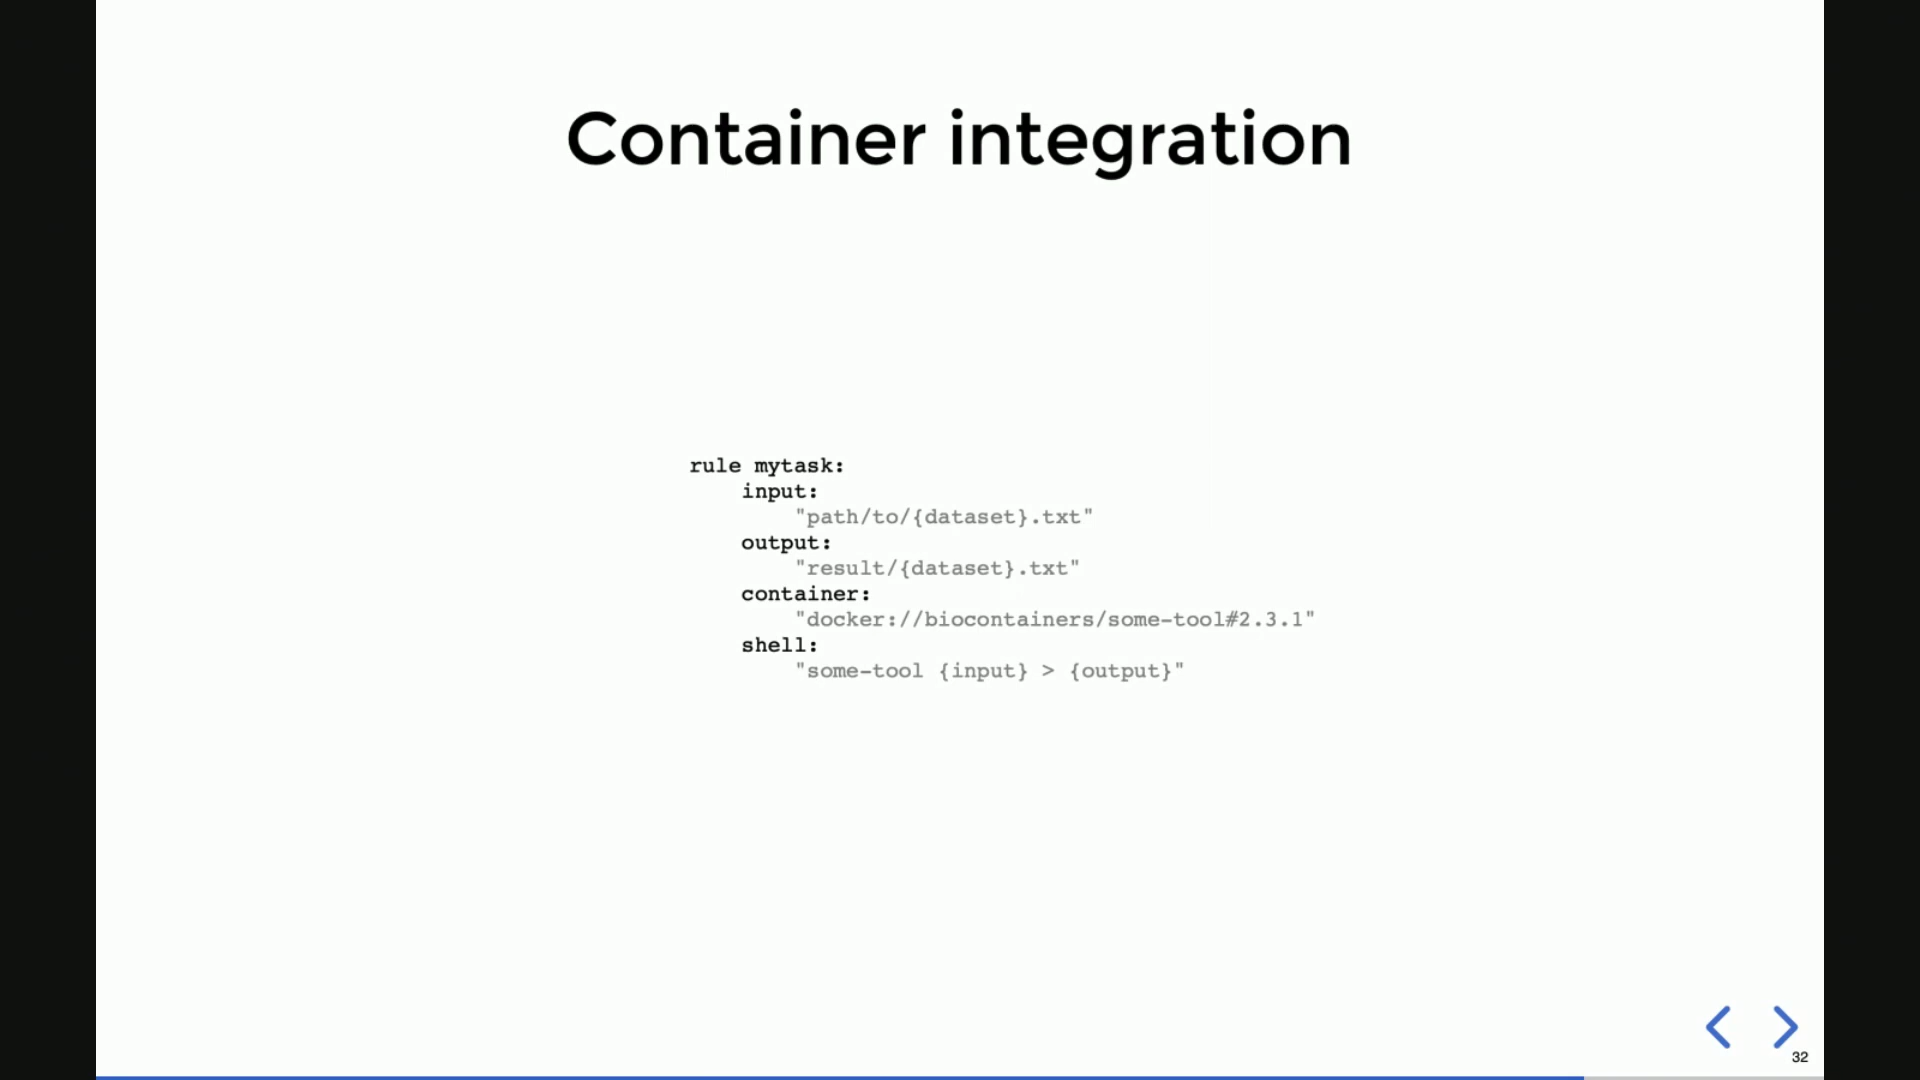 Container integration
rule mytask:
    input:
        "path/to/{dataset}.txt"
    output:
        "result/{dataset}.txt"
    container:
        "docker://biocontainers/some-tool#2.3.1"
    shell:
        "some-tool {input} > {output}"
32